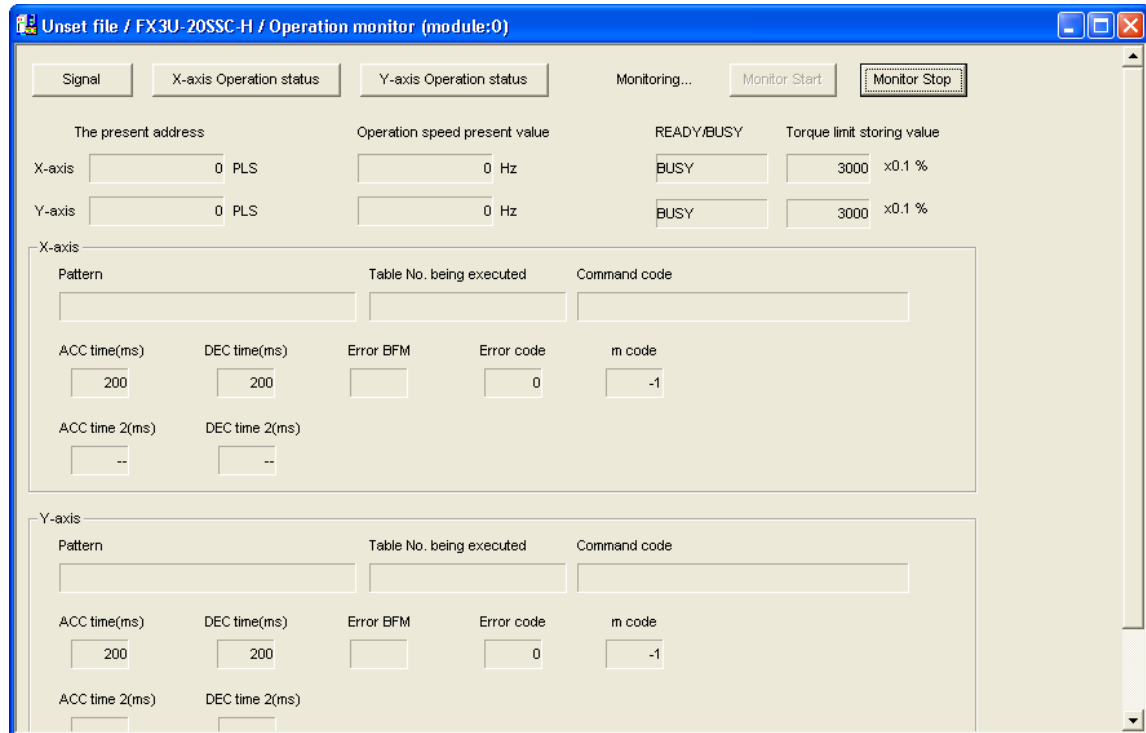 Unset file / FX3U-20SSC-H / Operation monitor (module:0)
Signal X-axis Operation status Y-axis Operation status Monitoring... Monitor Start Monitor Stop
The present address Operation speed present value READY/BUSY Torque limit storing value
X-axis 0 PLS 0 Hz BUSY 3000 x0.1 %
Y-axis 0 PLS 0 Hz BUSY 3000 x0.1 %
X-axis
Pattern Table No. being executed Command code
ACC time(ms) DEC time(ms) Error BFM Error code m code
200 200 0 -1
ACC time 2(ms) DEC time 2(ms)
-- --
Y-axis
Pattern Table No. being executed Command code
ACC time(ms) DEC time(ms) Error BFM Error code m code
200 200 0 -1
ACC time 2(ms) DEC time 2(ms)